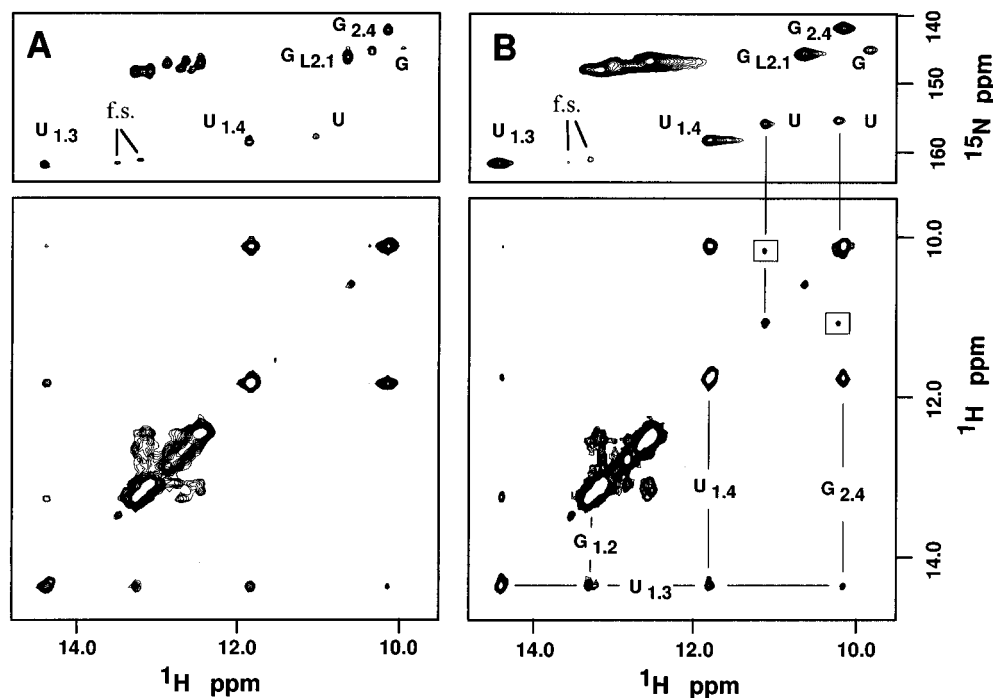 A
G 2.4
G L2.1
G
f.s.
U 1.3
U 1.4
U
B
G 2.4
G L2.1
G
f.s.
U 1.3
U 1.4
U
U
140
150
160
15N ppm
10.0
12.0
14.0
1H ppm
U 1.4
G 2.4
G 1.2
U 1.3
14.0
12.0
10.0
1H ppm
14.0
12.0
10.0
1H ppm